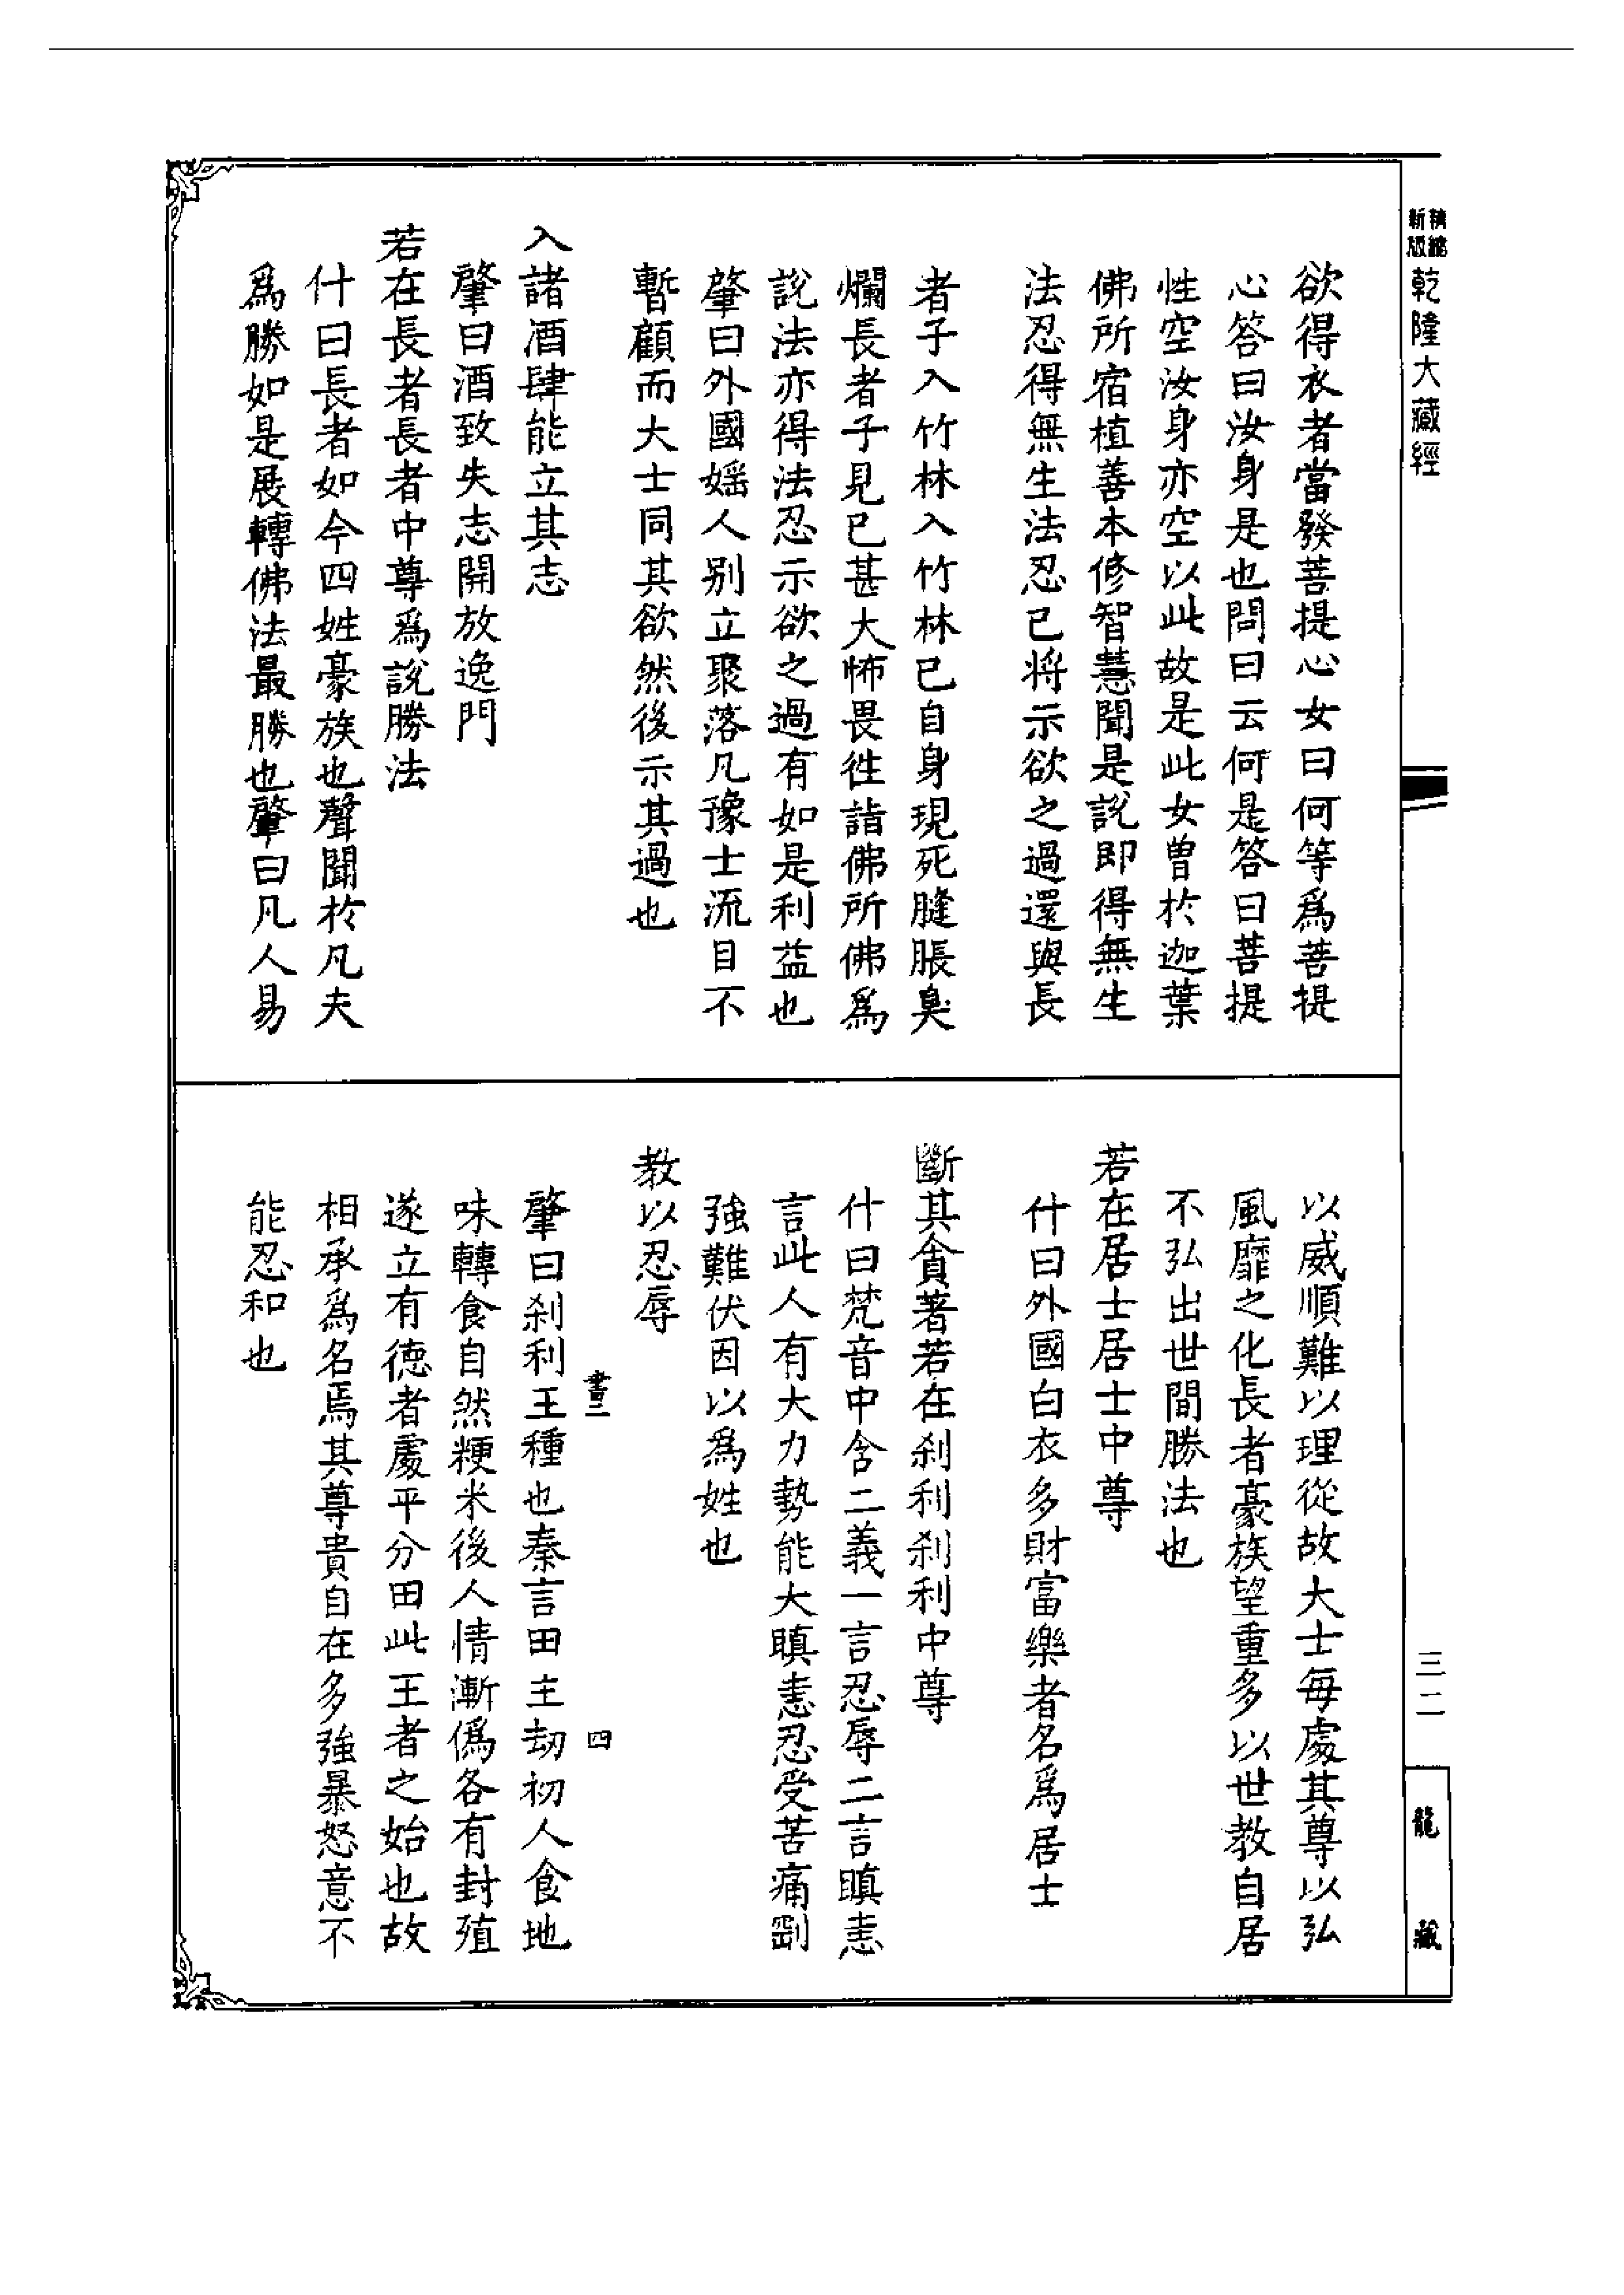 精縮新版乾隆大藏經
欲得衣者當發菩提心女曰何等爲菩提
心答曰汝身是也問曰云何是答曰菩提
性空汝身亦空以此故是此女曾於迦葉
佛所宿植善本修智慧聞是說即得無生
法忍得無生法忍已將示欲之過還與長
者子入竹林入竹林已自身現死膖脹臭
爛長者子見已甚大怖畏徃詣佛所佛爲
說法亦得法忍示欲之過有如是利益也
肇曰外國婬人別立聚落凡豫士流目不
暫顧而大士同其欲然後示其過也
入諸酒肆能立其志
肇曰酒致失志開放逸門
若在長者長者中尊爲說勝法
什曰長者如今四姓豪族也聲聞於凡夫
爲勝如是展轉佛法最勝也肇曰凡人易
以威順難以理從故大士每處其尊以弘
風靡之化長者豪族望重多以世教自居
不弘出世間勝法也
若在居士居士中尊
什曰外國白衣多財富樂者名爲居士
斷其貪著若在刹利刹利中尊
什曰梵音中含二義一言忍辱二言瞋恚
言此人有大力勢能大瞋恚忍受苦痛剛
強難伏因以爲姓也
教以忍辱
書二　四
肇曰刹利王種也秦言田主劫初人食地
味轉食自然粳米後人情漸僞各有封殖
遂立有德者處平分田此王者之始也故
相承爲名焉其尊貴自在多強暴怒意不
能忍和也
三二
龍藏